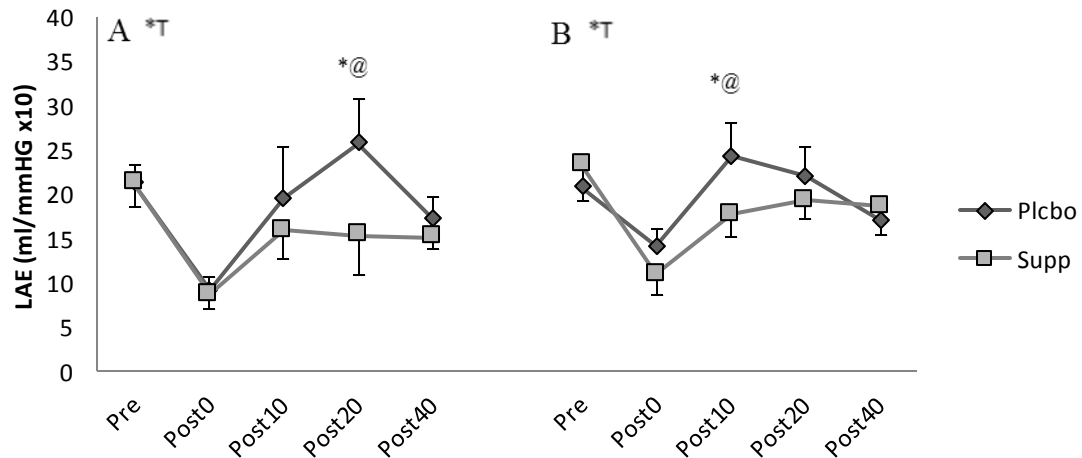 40
35
30
25
20
15
10
5
0
LAE (ml/mmHG x10)
A *T
*@
B *T
*@
Pre
Post0
Post10
Post20
Post40
Pre
Post0
Post10
Post20
Post40
Plcbo
Supp